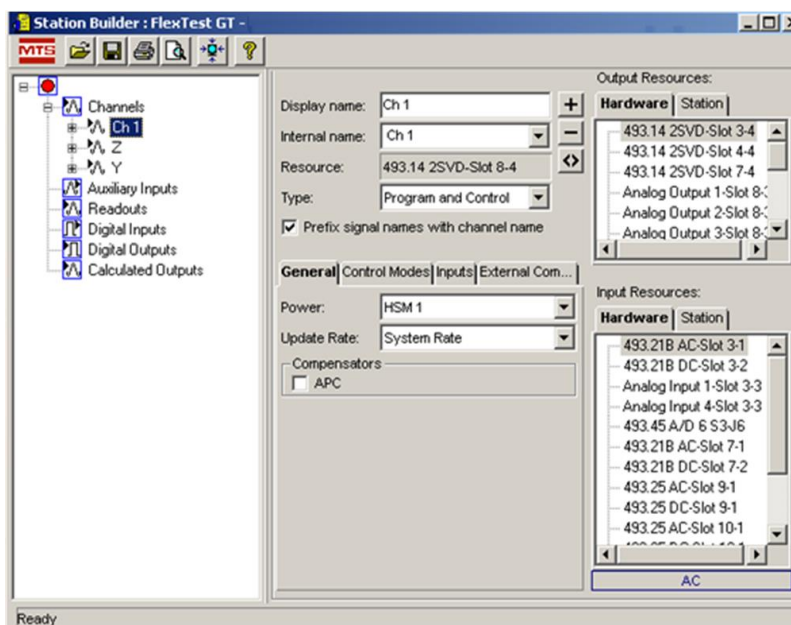 Station Builder : FlexTest GT -
MTS
Channels
Ch 1
Z
Y
Auxiliary Inputs
Readouts
Digital Inputs
Digital Outputs
Calculated Outputs
Display name: Ch 1
Internal name: Ch 1
Resource: 493.14 2SVD-Slot 8-4
Type: Program and Control
Prefix signal names with channel name
General Control Modes Inputs External Com...
Power: HSM 1
Update Rate: System Rate
Compensators
APC
Output Resources:
Hardware Station
493.14 2SVD-Slot 3-4
493.14 2SVD-Slot 4-4
493.14 2SVD-Slot 7-4
Analog Output 1-Slot 8-
Analog Output 2-Slot 8-
Analog Output 3-Slot 8-
Input Resources:
Hardware Station
493.21B AC-Slot 3-1
493.21B DC-Slot 3-2
Analog Input 1-Slot 3-3
Analog Input 4-Slot 3-3
493.45 A/D 6 S3-J6
493.21B AC-Slot 7-1
493.21B DC-Slot 7-2
493.25 AC-Slot 9-1
493.25 DC-Slot 9-1
493.25 AC-Slot 10-1
AC
Ready